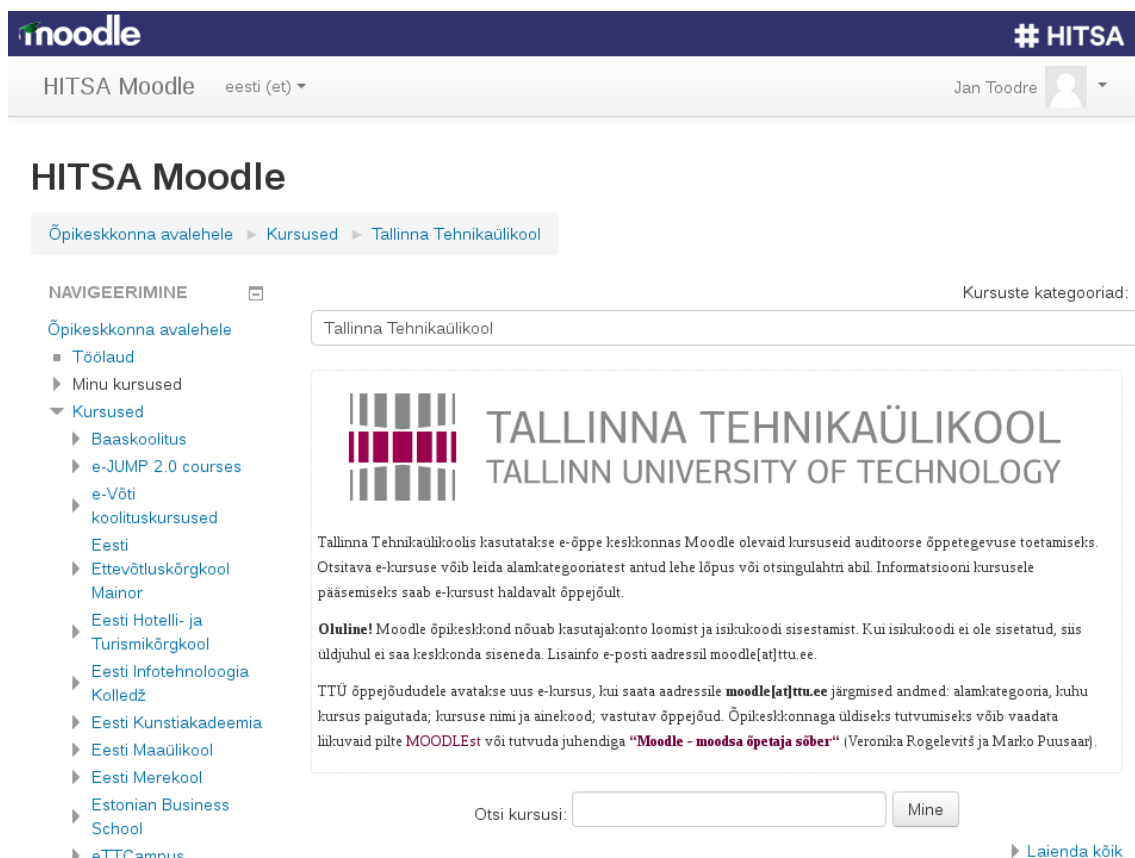 moodle
# HITSA
HITSA Moodle
eesti (et)
Jan Toodre
HITSA Moodle
Õpikeskkonna avalehele ► Kursused ► Tallinna Tehnikaülikool
NAVIGEERIMINE
Õpikeskkonna avalehele
Töölaud
Minu kursused
Kursused
Baaskoolitus
e-JUMP 2.0 courses
e-Võti
koolituskursused
Eesti
Ettevõtluskõrgkool
Mainor
Eesti Hotelli- ja
Turismikõrgkool
Eesti Infotehnoloogia
Kolledž
Eesti Kunstiakadeemia
Eesti Maaülikool
Eesti Merekool
Estonian Business
School
eTTCampus
Kursuste kategooriad:
Tallinna Tehnikaülikool
TALLINNA TEHNIKAÜLIKOOL
TALLINN UNIVERSITY OF TECHNOLOGY
Tallinna Tehnikaülikoolis kasutatakse e-õppe keskkonnas Moodle olevaid kursuseid auditoorse õppetegevuse toetamiseks.
Otsitava e-kursuse võib leida alamkategooriatest antud lehe lõpus või otsingulahtri abil. Informatsiooni kursusele
pääsemiseks saab e-kursust haldavalt õppejõult.
Oluline! Moodle õpikeskkond nõuab kasutajakonto loomist ja isikukoodi sisestamist. Kui isikukoodi ei ole sisetatud, siis
üldjuhul ei saa keskkonda siseneda. Lisainfo e-posti aadressil moodle[at]ttu.ee.
TTÜ õppejõududele avatakse uus e-kursus, kui saata aadressile moodle[at]ttu.ee järgmised andmed: alamkategooria, kuhu
kursus paigutada; kursuse nimi ja ainekood; vastutav õppejõud. Õpikeskkonnaga üldiseks tutvumiseks võib vaadata
liikuvaid pilte MOODLEst või tutvuda juhendiga “Moodle - moodsa õpetaja sõber“ (Veronika Rogelevitš ja Marko Puusaar).
Otsi kursusi:
Mine
Laienda kõik